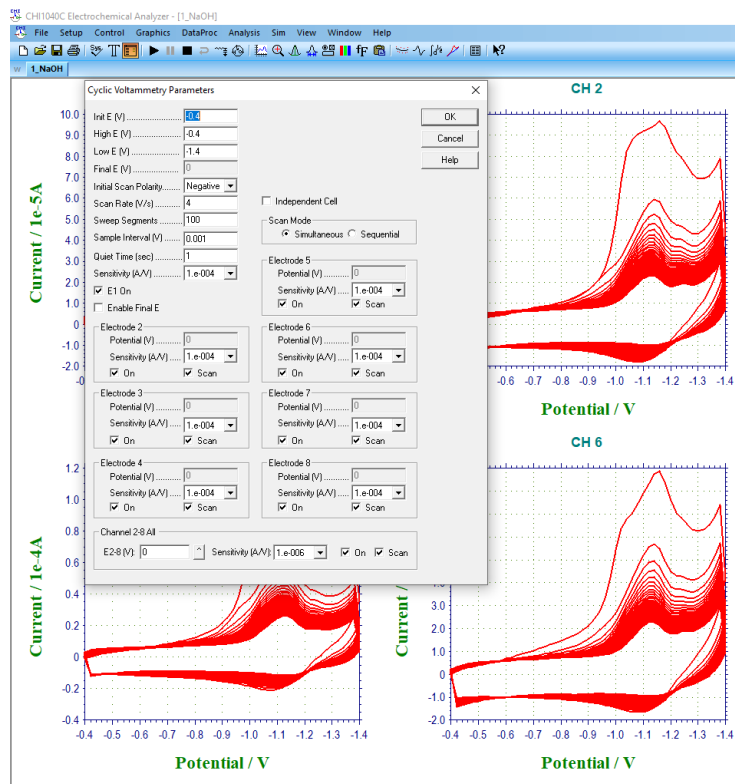 CHI1040C Electrochemical Analyzer - [1_NaOH]
File Setup Control Graphics DataProc Analysis Sim View Window Help
w 1_NaOH
Cyclic Voltammetry Parameters
Init E (V) -0.4
High E (V) -0.4
Low E (V) -1.4
Final E (V) 0
Initial Scan Polarity Negative
Scan Rate (V/s) 4
Sweep Segments 100
Sample Interval (V) 0.001
Quiet Time (sec) 1
Sensitivity (A/V) 1.e-004
E1 On
Enable Final E
OK
Cancel
Help
Independent Cell
Scan Mode
Simultaneous Sequential
Electrode 5
Potential (V) 0
Sensitivity (A/V) 1.e-004
On Scan
Electrode 2
Potential (V) 0
Sensitivity (A/V) 1.e-004
On Scan
Electrode 6
Potential (V) 0
Sensitivity (A/V) 1.e-004
On Scan
Electrode 3
Potential (V) 0
Sensitivity (A/V) 1.e-004
On Scan
Electrode 7
Potential (V) 0
Sensitivity (A/V) 1.e-004
On Scan
Electrode 4
Potential (V) 0
Sensitivity (A/V) 1.e-004
On Scan
Electrode 8
Potential (V) 0
Sensitivity (A/V) 1.e-004
On Scan
Channel 2-8 All
E2-8 (V): 0 Sensitivity (A/V): 1.e-006 On Scan
CH 2
10.0
9.0
8.0
7.0
6.0
5.0
4.0
3.0
2.0
1.0
0
-1.0
-2.0
Current / 1e-5A
-0.6 -0.7 -0.8 -0.9 -1.0 -1.1 -1.2 -1.3 -1.4
Potential / V
1.2
1.0
0.8
0.6
0.4
0.2
0
-0.2
-0.4
Current / 1e-4A
-0.4 -0.5 -0.6 -0.7 -0.8 -0.9 -1.0 -1.1 -1.2 -1.3 -1.4
Potential / V
CH 6
3.0
2.0
1.0
0
-1.0
-2.0
-0.4 -0.5 -0.6 -0.7 -0.8 -0.9 -1.0 -1.1 -1.2 -1.3 -1.4
Potential / V